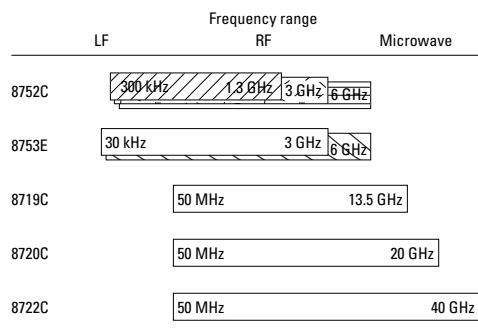 Frequency range
LF RF Microwave
8752C 300 kHz 1.3 GHz 3 GHz 6 GHz
8753E 30 kHz 3 GHz 6 GHz
8719C 50 MHz 13.5 GHz
8720C 50 MHz 20 GHz
8722C 50 MHz 40 GHz